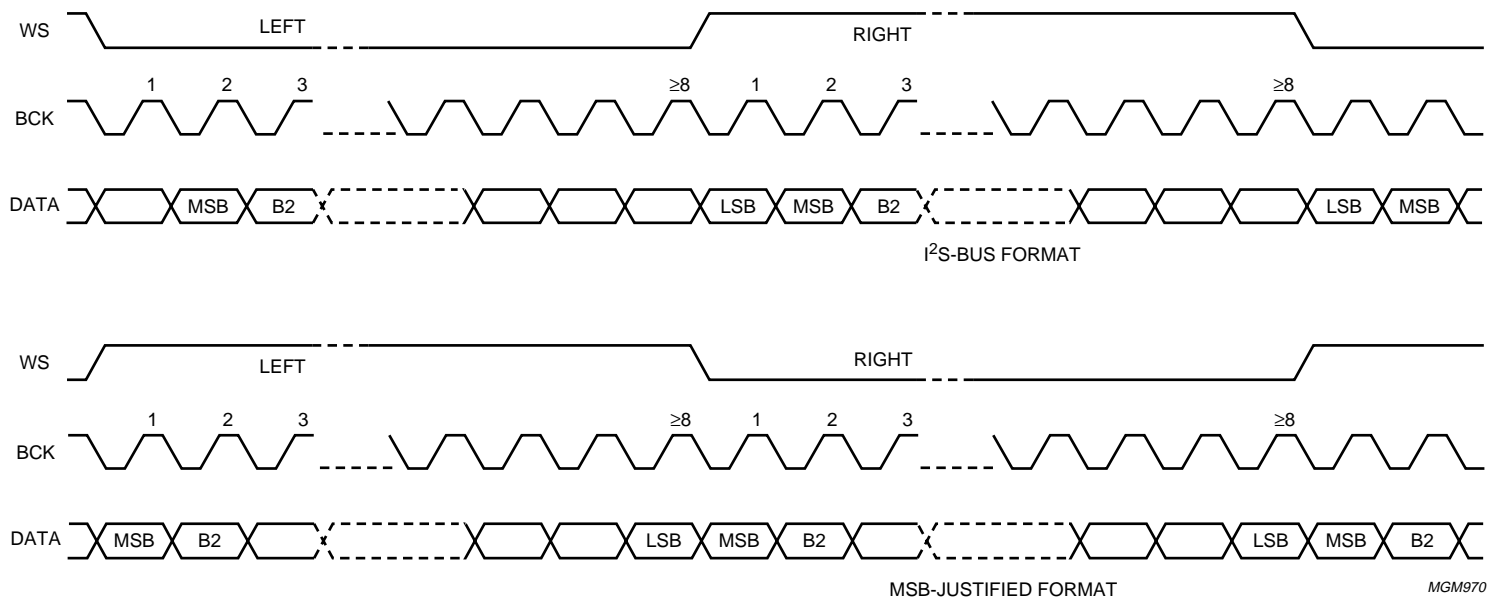 WS LEFT RIGHT
1 2 3 ≥8 1 2 3 ≥8
BCK
DATA MSB B2 LSB MSB B2 LSB MSB
I²S-BUS FORMAT
WS LEFT RIGHT
1 2 3 ≥8 1 2 3 ≥8
BCK
DATA MSB B2 LSB MSB B2 LSB MSB B2
MSB-JUSTIFIED FORMAT MGM970